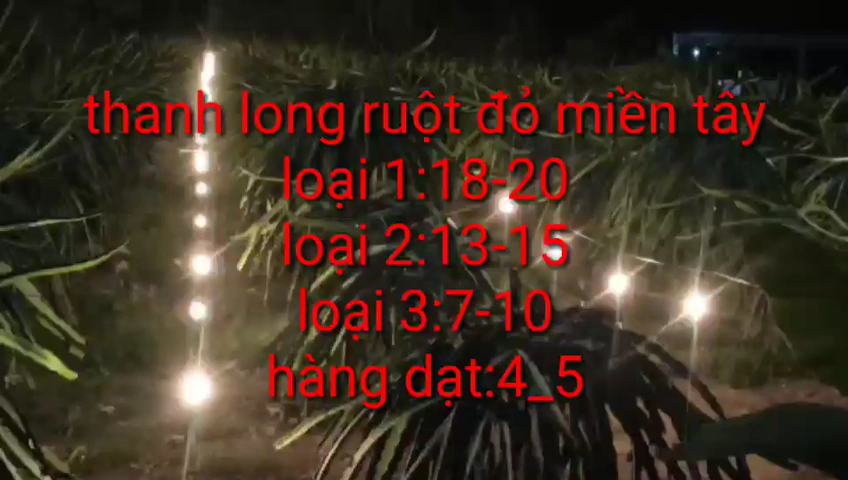 thanh long ruột đỏ miền tây
loại 1:18-20
loại 2:13-15
loại 3:7-10
hàng dạt:4_5